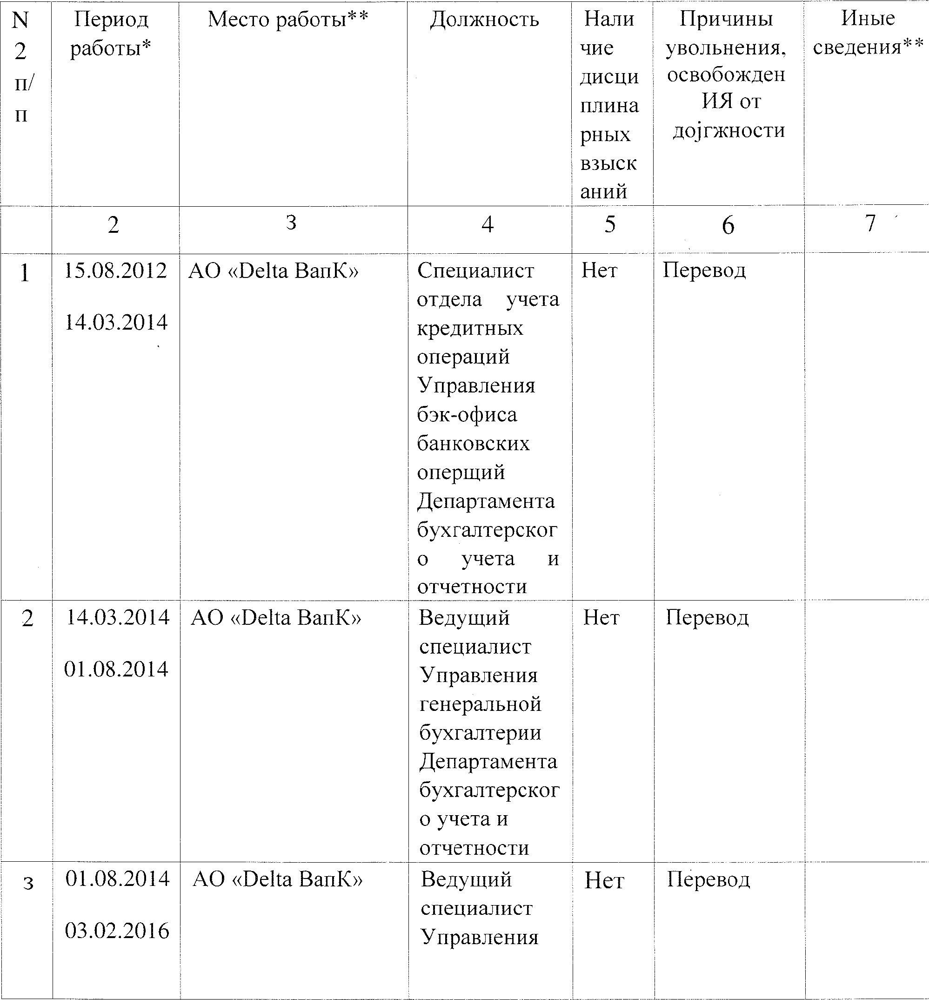 N
2
п/
п
Период
работы*
Место работы**
Должность
Нали
чие
дисци
плина
рных
взыск
аний
Причины
увольнения,
освобожден
ИЯ от
дојгжности
Иные
сведения**
2
3
4
5
6
7
1
15.08.2012
14.03.2014
АО «Delta ВапК»
Специалист
отдела учета
кредитных
операций
Управления
бэк-офиса
банковских
оперщий
Департамента
бухгалтерског
о учета и
отчетности
Нет
Перевод
2
14.03.2014
01.08.2014
АО «Delta ВапК»
Ведущий
специалист
Управления
генеральной
бухгалтерии
Департамента
бухгалтерског
о учета и
отчетности
Нет
Перевод
з
01.08.2014
03.02.2016
АО «Delta ВапК»
Ведущий
специалист
Управления
Нет
Перевод